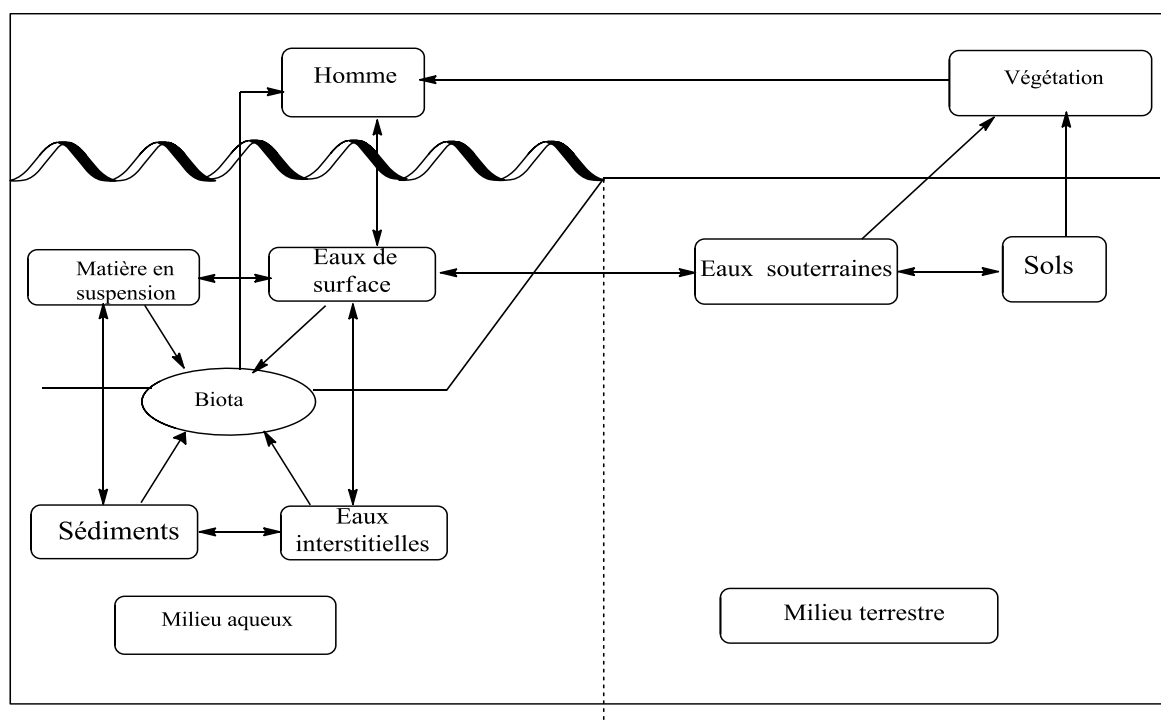 Homme
Végétation
Matière en
suspension
Eaux de
surface
Eaux souterraines
Sols
Biota
Sédiments
Eaux
interstitielles
Milieu aqueux
Milieu terrestre